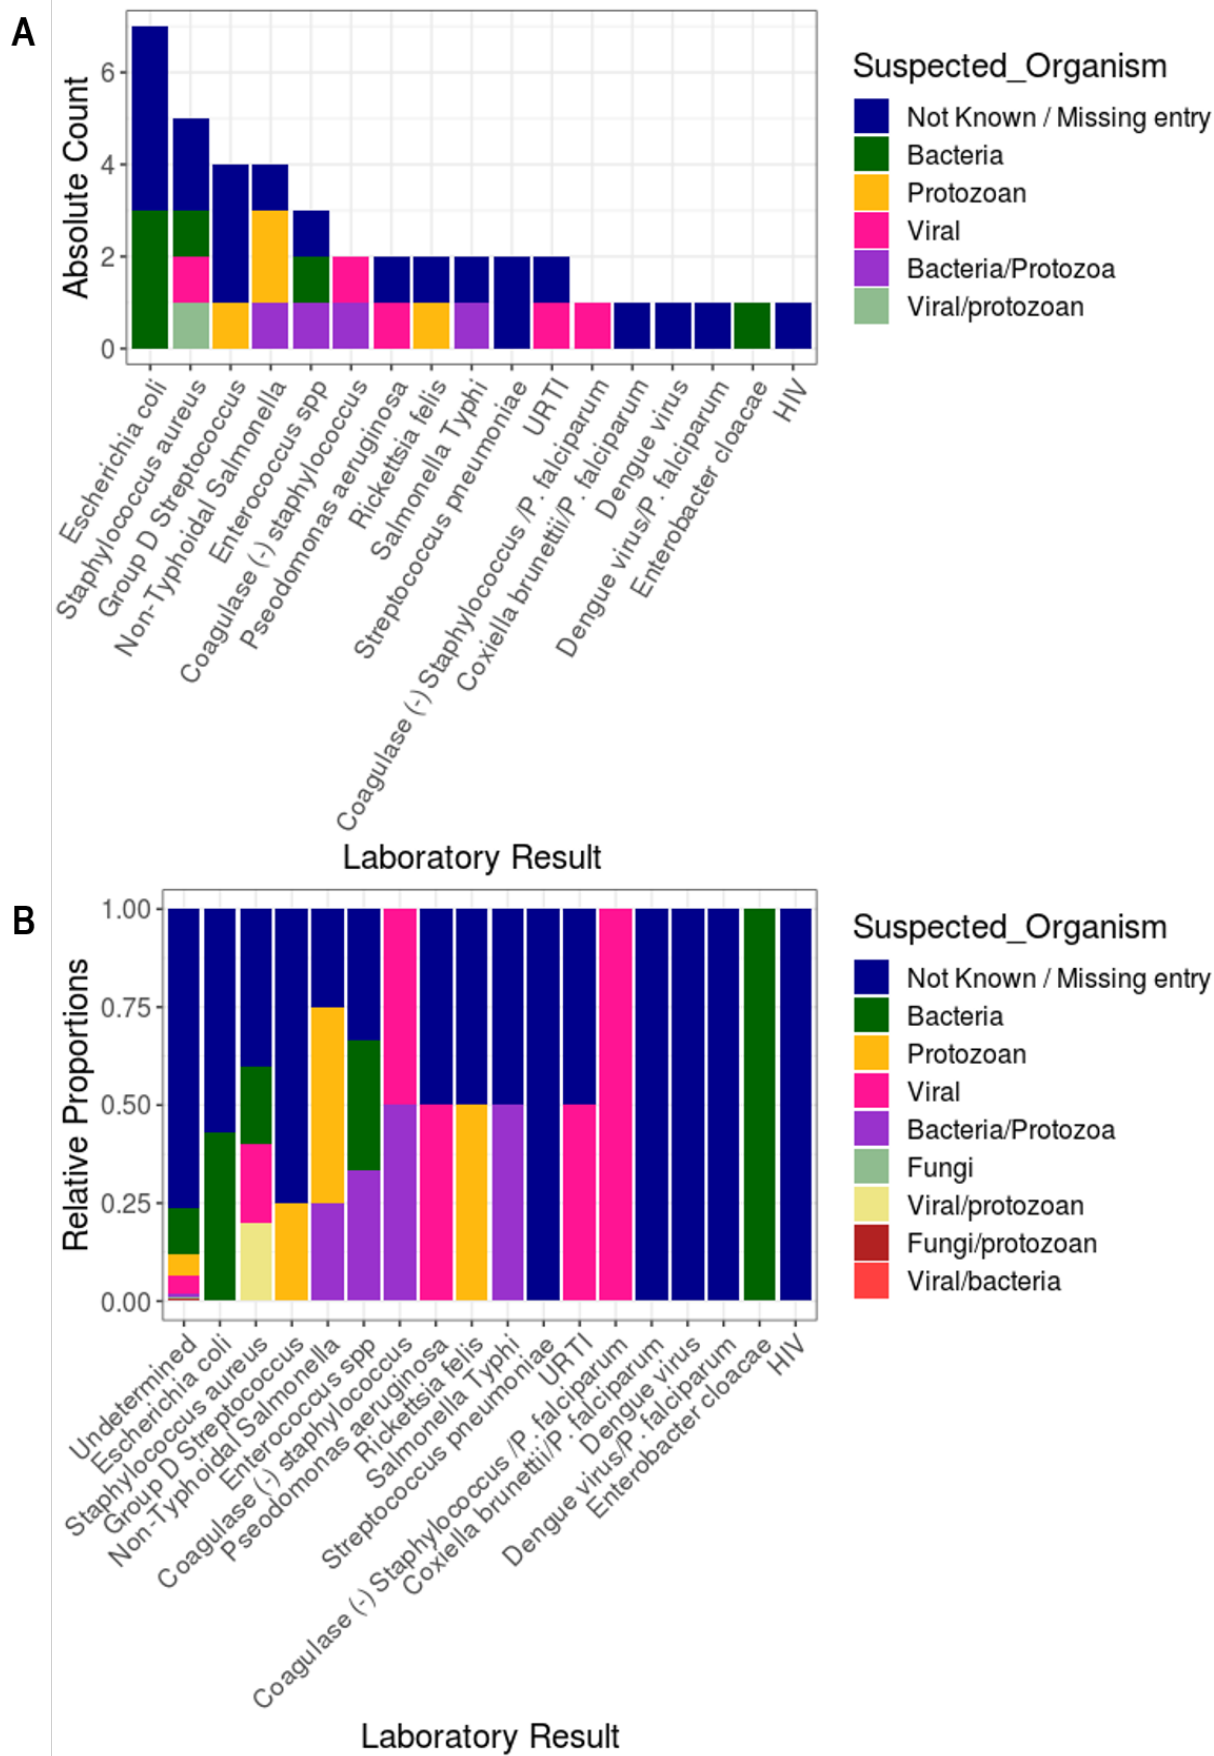 A
Absolute Count
6
4
2
0
Escherichia coli
Staphylococcus aureus
Group D Streptococcus
Non-Typhoidal Salmonella
Enterococcus spp
Coagulase (-) staphylococcus
Pseodomonas aeruginosa
Rickettsia felis
Salmonella Typhi
Streptococcus pneumoniae
URTI
Coagulase (-) Staphylococcus /P. falciparum
Coxiella brunettii/P. falciparum
Dengue virus
Dengue virus/P. falciparum
Enterobacter cloacae
HIV
Laboratory Result
Suspected_Organism
Not Known / Missing entry
Bacteria
Protozoan
Viral
Bacteria/Protozoa
Viral/protozoan
B
Relative Proportions
1.00
0.75
0.50
0.25
0.00
Undetermined
Escherichia coli
Staphylococcus aureus
Group D Streptococcus
Non-Typhoidal Salmonella
Enterococcus spp
Coagulase (-) staphylococcus
Pseodomonas aeruginosa
Rickettsia felis
Salmonella Typhi
Streptococcus pneumoniae
URTI
Coagulase (-) Staphylococcus /P. falciparum
Coxiella brunettii/P. falciparum
Dengue virus
Dengue virus/P. falciparum
Enterobacter cloacae
HIV
Laboratory Result
Suspected_Organism
Not Known / Missing entry
Bacteria
Protozoan
Viral
Bacteria/Protozoa
Fungi
Viral/protozoan
Fungi/protozoan
Viral/bacteria